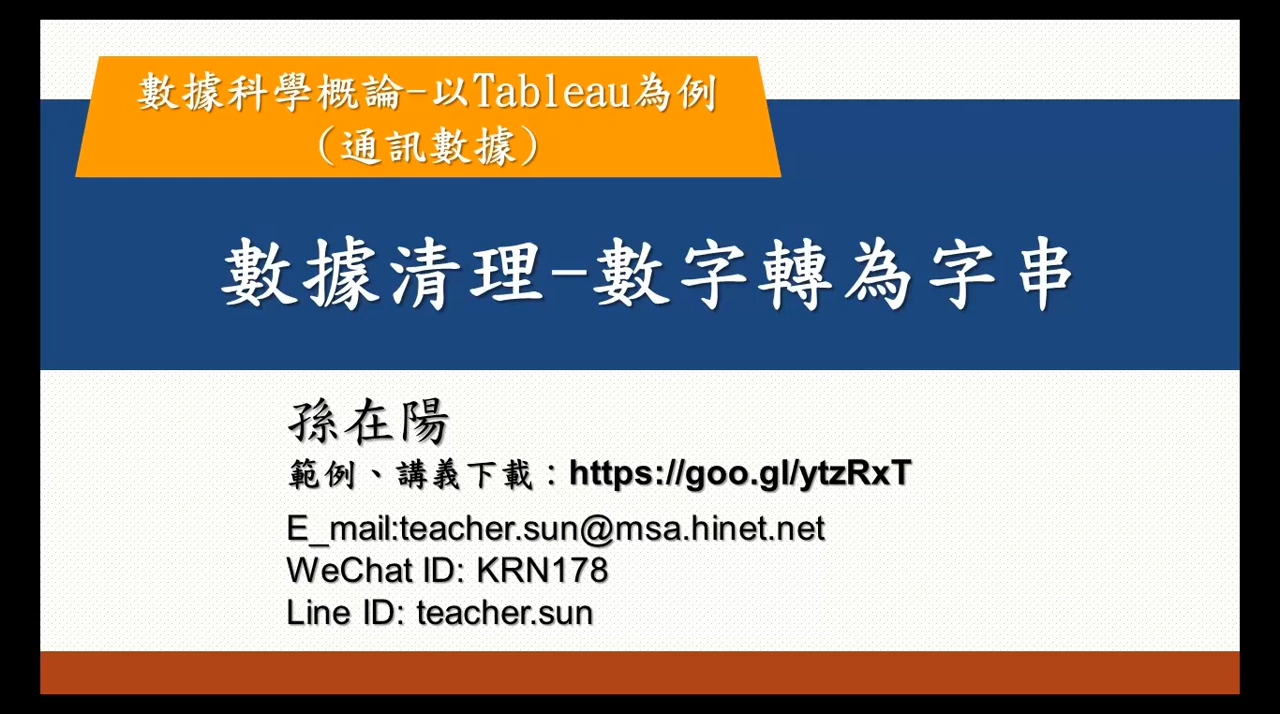 數據科學概論-以Tableau為例
(通訊數據)
數據清理-數字轉為字串
孫在陽
範例、講義下載：https://goo.gl/ytzRxT
E_mail:teacher.sun@msa.hinet.net
WeChat ID: KRN178
Line ID: teacher.sun